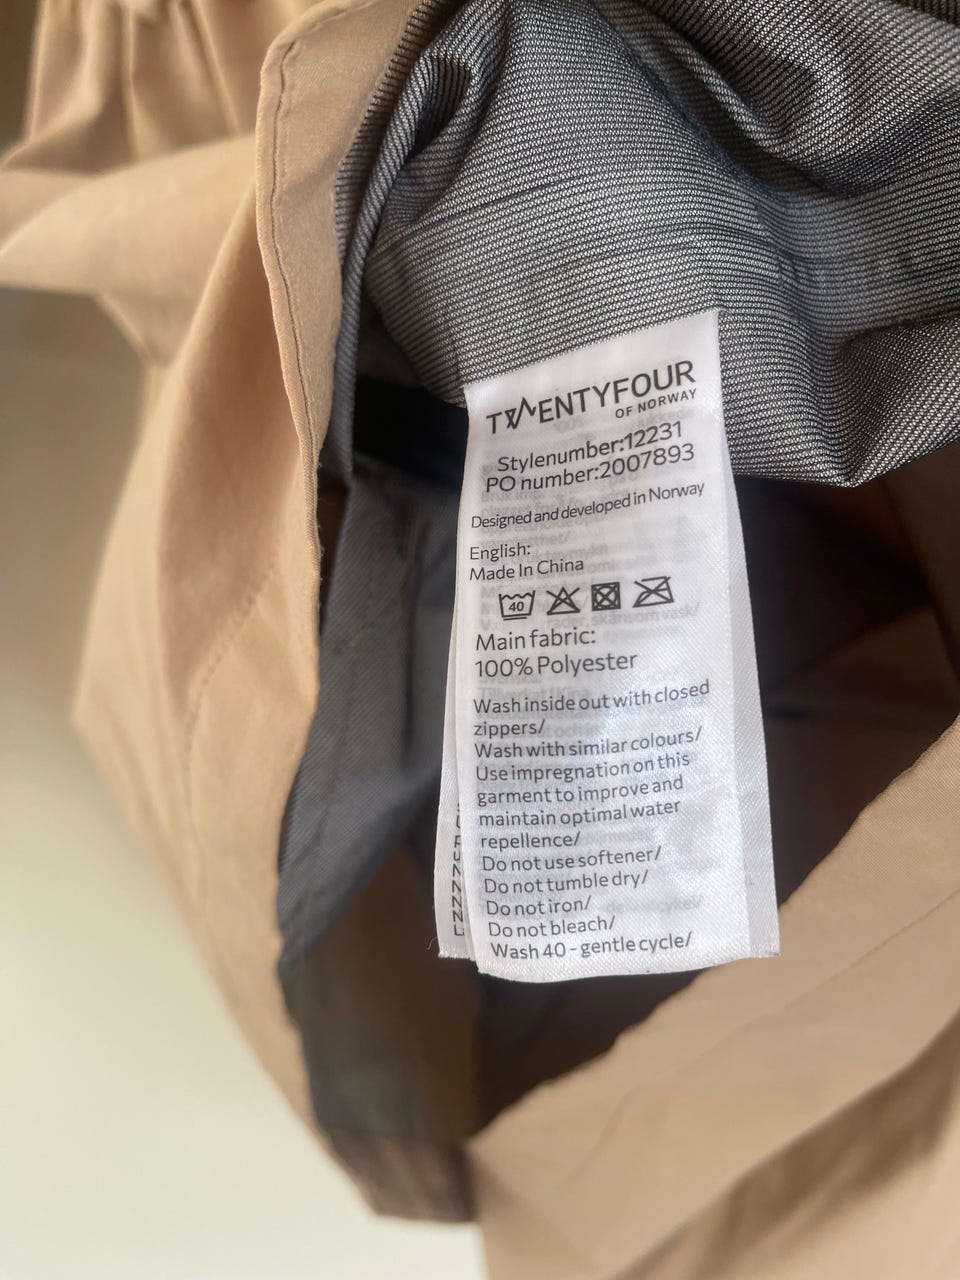 TWENTYFOUR
OF NORWAY
Stylenumber:12231
PO number:2007893
Designed and developed in Norway
English:
Made In China
40
Main fabric:
100% Polyester
Wash inside out with closed
zippers/
Wash with similar colours/
Use impregnation on this
garment to improve and
maintain optimal water
repellence/
Do not use softener/
Do not tumble dry/
Do not iron/
Do not bleach/
Wash 40 - gentle cycle/